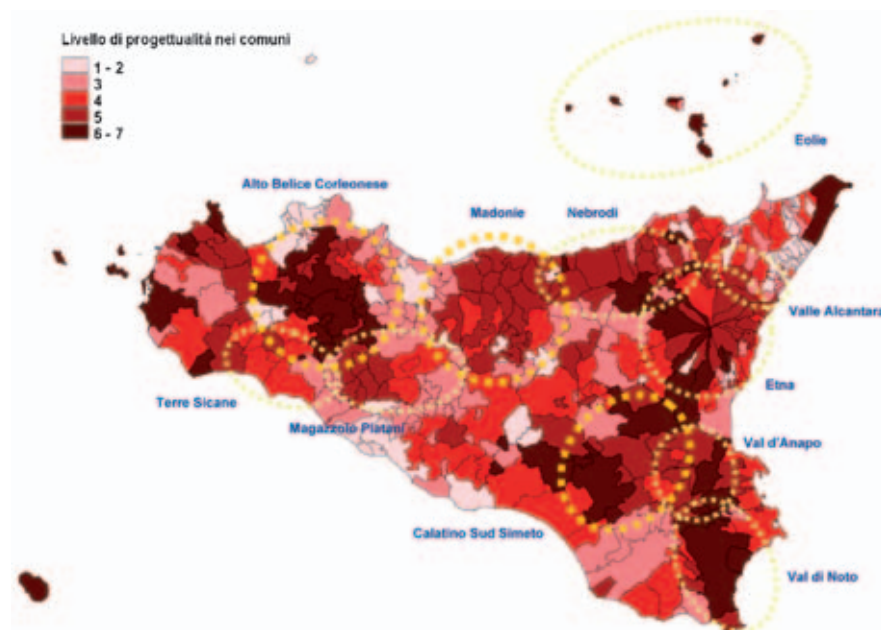 Livello di progettualità nei comuni
1 - 2
3
4
5
6 - 7
Eolie
Alto Belice Corleonese
Madonie
Nebrodi
Valle Alcantara
Etna
Terre Sicane
Magazzolo Platani
Val d'Anapo
Calatino Sud Simeto
Val di Noto